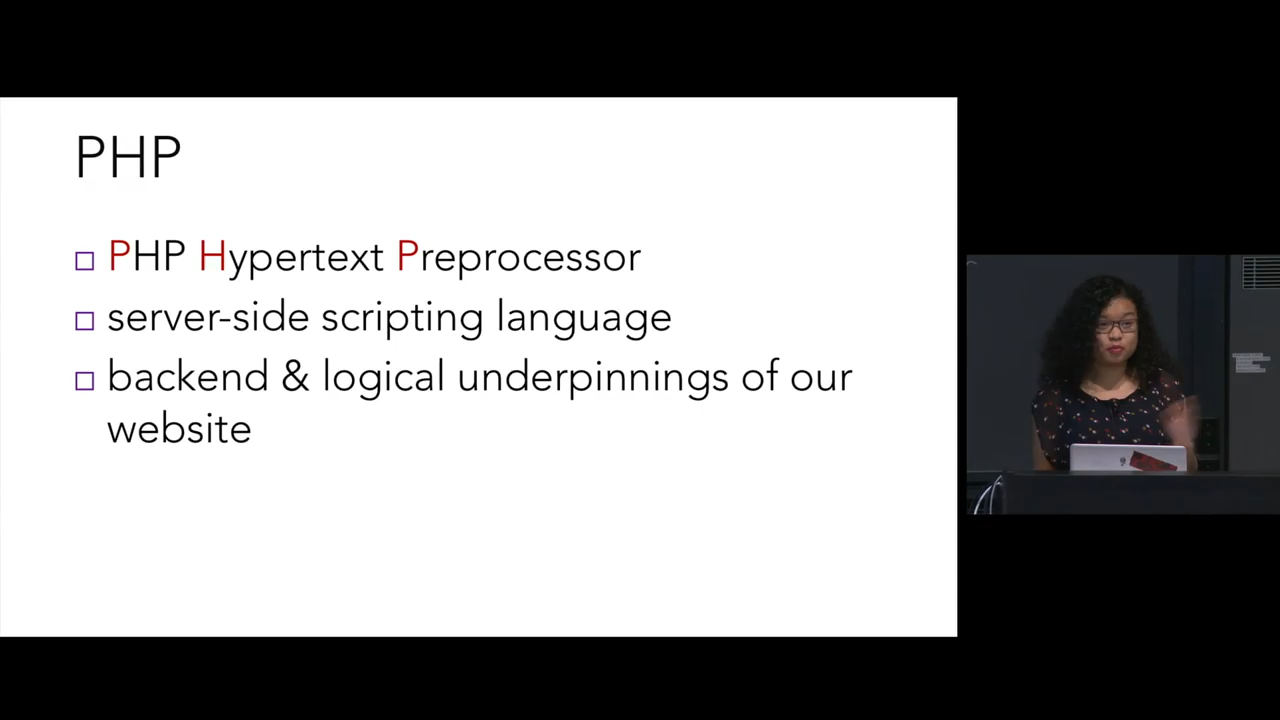 PHP
PHP Hypertext Preprocessor
server-side scripting language
backend & logical underpinnings of our
website